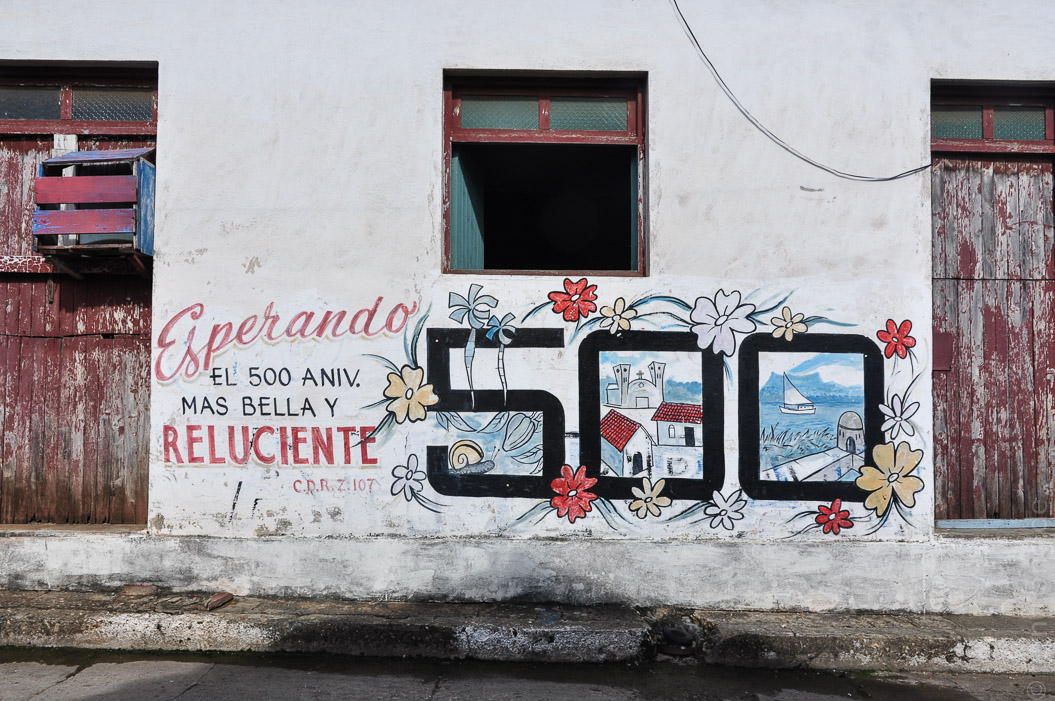 Esperando
EL 500 ANIV.
MAS BELLA Y
RELUCIENTE
C.D.R. Z.107
500